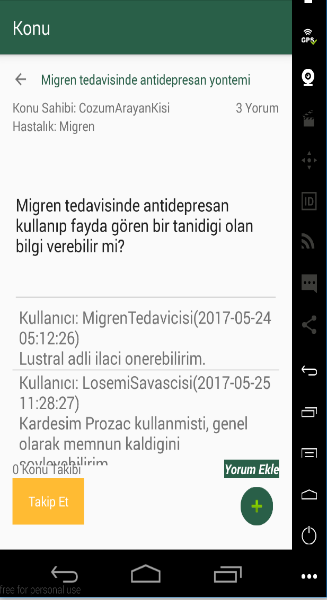 Konu
Migren tedavisinde antidepresan yontemi
Konu Sahibi: CozumArayanKisi
3 Yorum
Hastalık: Migren
Migren tedavisinde antidepresan
kullanıp fayda gören bir tanidigi olan
bilgi verebilir mi?
Kullanıcı: MigrenTedavicisi(2017-05-24
05:12:26)
Lustral adli ilaci onerebilirim.
Kullanıcı: LosemiSavascisi(2017-05-25
11:28:27)
Kardesim Prozac kullanmisti, genel
olarak memnun kaldigini
soyleyebilirim
0 Konu Takibi
Yorum Ekle
Takip Et
GPS
ID
free for personal use